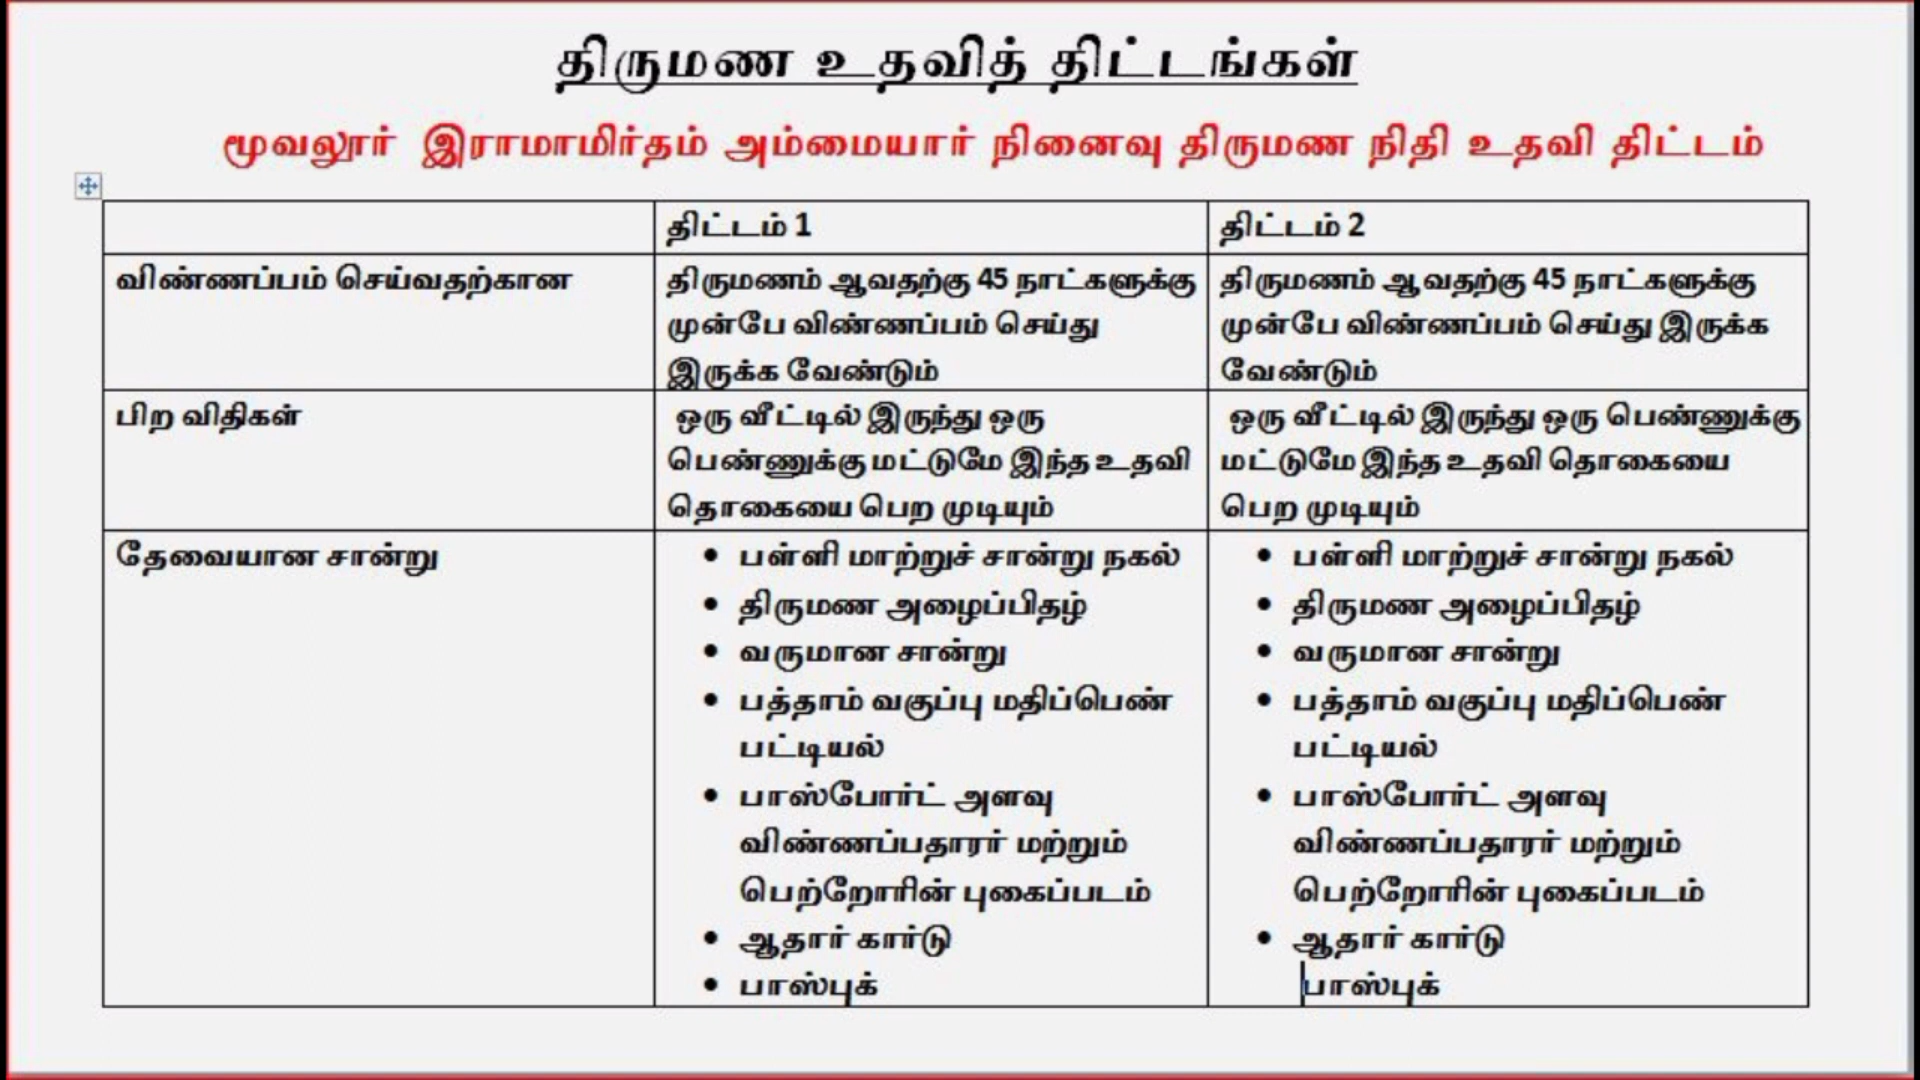 திருமண உதவித் திட்டங்கள்
மூவலூர் இராமாமிர்தம் அம்மையார் நினைவு திருமண நிதி உதவி திட்டம்
திட்டம் 1
திட்டம் 2
விண்ணப்பம் செய்வதற்கான
திருமணம் ஆவதற்கு 45 நாட்களுக்கு
முன்பே விண்ணப்பம் செய்து
இருக்க வேண்டும்
திருமணம் ஆவதற்கு 45 நாட்களுக்கு
முன்பே விண்ணப்பம் செய்து இருக்க
வேண்டும்
பிற விதிகள்
ஒரு வீட்டில் இருந்து ஒரு
பெண்ணுக்கு மட்டுமே இந்த உதவி
தொகையை பெற முடியும்
ஒரு வீட்டில் இருந்து ஒரு பெண்ணுக்கு
மட்டுமே இந்த உதவி தொகையை
பெற முடியும்
தேவையான சான்று
• பள்ளி மாற்றுச் சான்று நகல்
• திருமண அழைப்பிதழ்
• வருமான சான்று
• பத்தாம் வகுப்பு மதிப்பெண்
பட்டியல்
• பாஸ்போர்ட் அளவு
விண்ணப்பதாரர் மற்றும்
பெற்றோரின் புகைப்படம்
• ஆதார் கார்டு
• பாஸ்புக்
• பள்ளி மாற்றுச் சான்று நகல்
• திருமண அழைப்பிதழ்
• வருமான சான்று
• பத்தாம் வகுப்பு மதிப்பெண்
பட்டியல்
• பாஸ்போர்ட் அளவு
விண்ணப்பதாரர் மற்றும்
பெற்றோரின் புகைப்படம்
• ஆதார் கார்டு
பாஸ்புக்